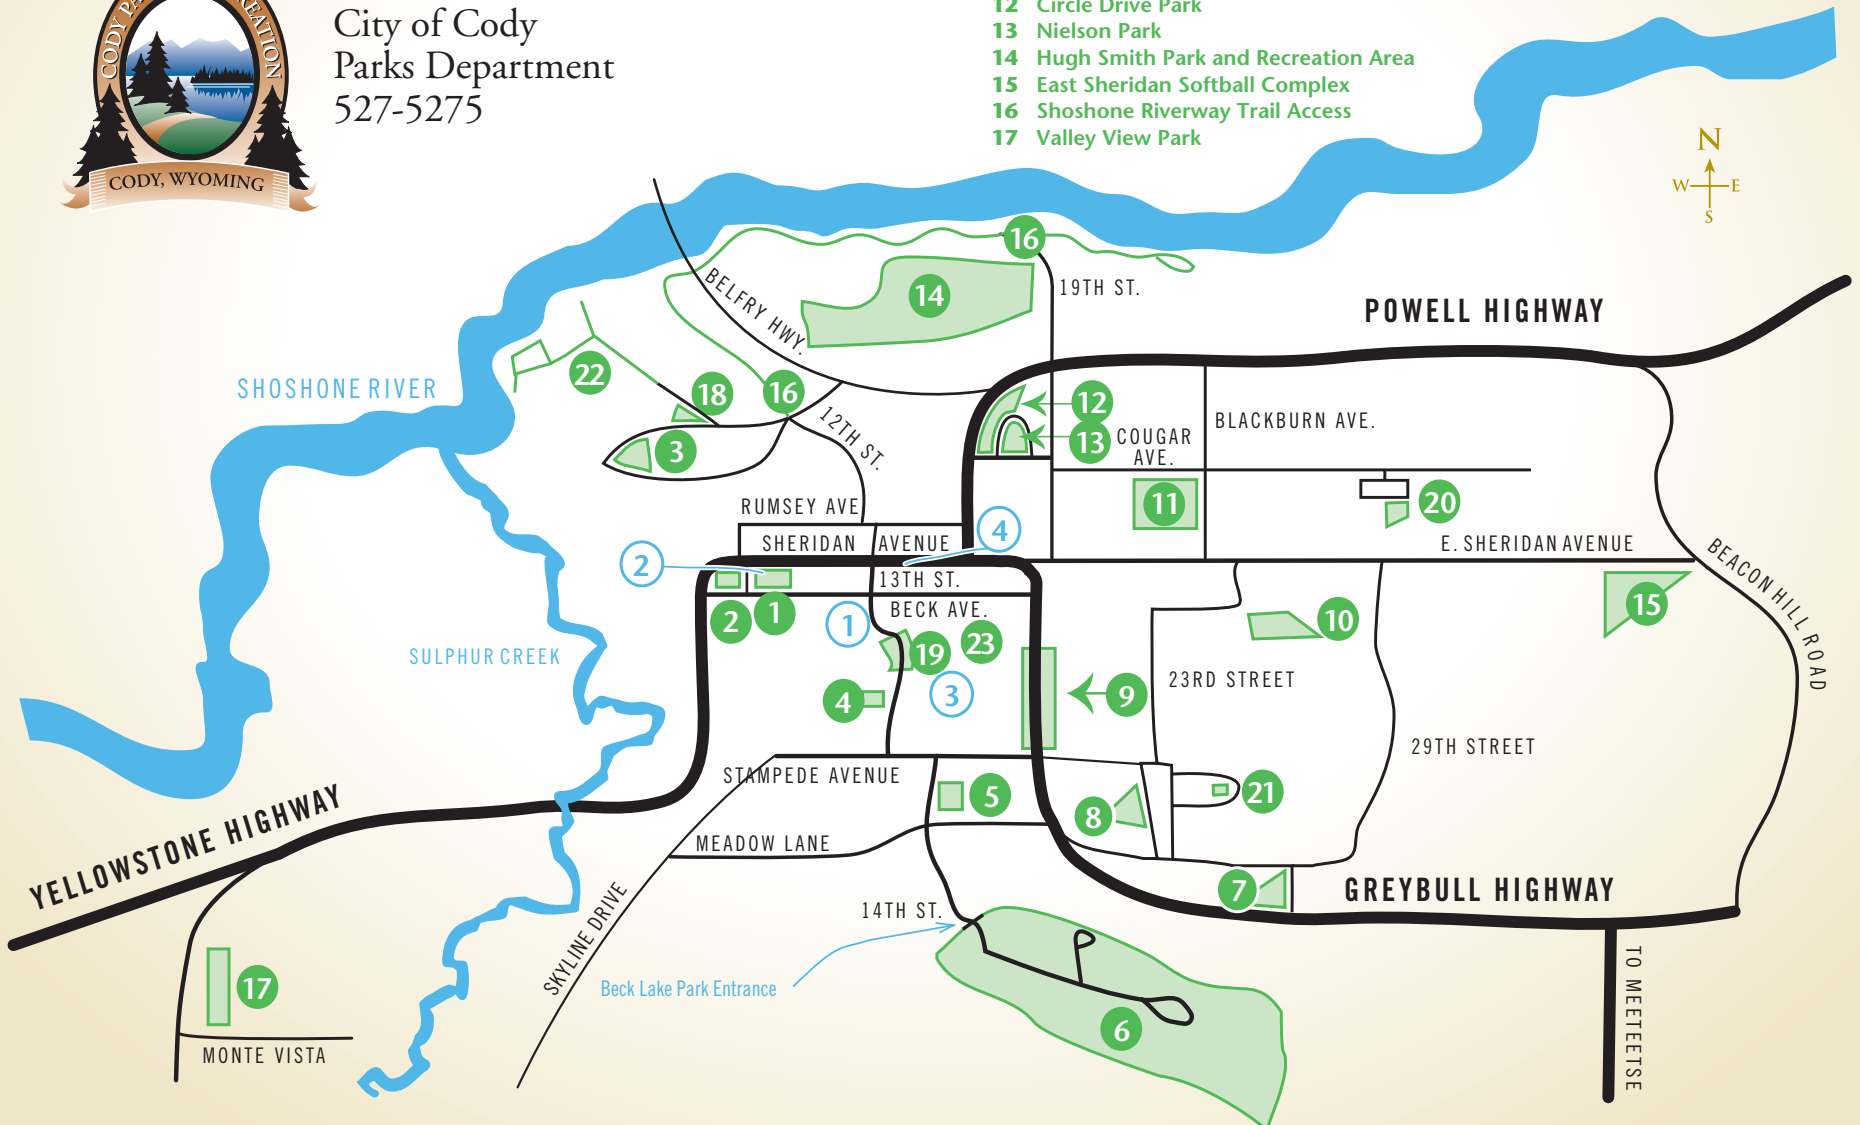 CODY PA
REATION
CODY, WYOMING
City of Cody
Parks Department
527-5275
12 Circle Drive Park
13 Nielson Park
14 Hugh Smith Park and Recreation Area
15 East Sheridan Softball Complex
16 Shoshone Riverway Trail Access
17 Valley View Park
N
W E
S
16
14
19TH ST.
BELFRY HWY.
POWELL HIGHWAY
22
18
16
12
SHOSHONE RIVER
3
12TH ST.
13
COUGAR
AVE.
BLACKBURN AVE.
11
20
RUMSEY AVE
4
SHERIDAN AVENUE
E. SHERIDAN AVENUE
BEACON HILL ROAD
2
13TH ST.
2
1
1
BECK AVE.
10
15
SULPHUR CREEK
19
23
4
3
9
23RD STREET
29TH STREET
STAMPEDE AVENUE
5
8
21
YELLOWSTONE HIGHWAY
MEADOW LANE
7
GREYBULL HIGHWAY
14TH ST.
SKYLINE DRIVE
Beck Lake Park Entrance
17
6
TO MEETEETSE
MONTE VISTA